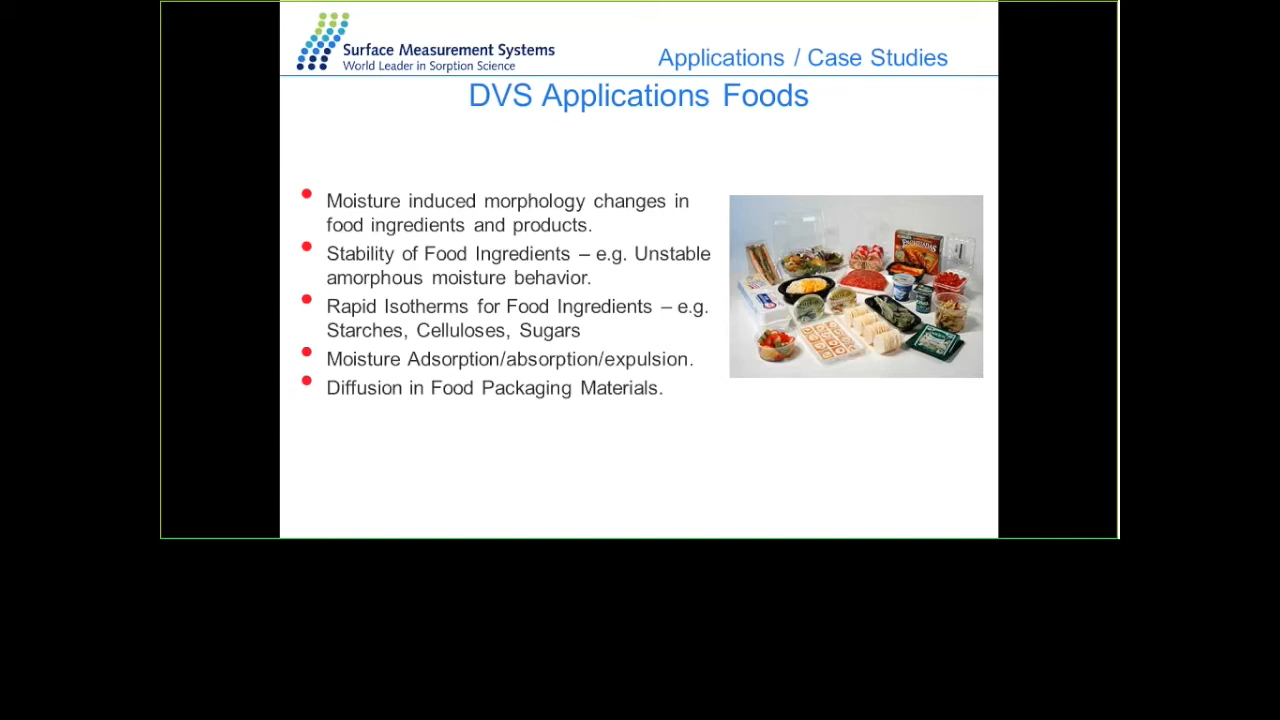 Surface Measurement Systems
World Leader in Sorption Science
Applications / Case Studies
DVS Applications Foods
Moisture induced morphology changes in
food ingredients and products.
Stability of Food Ingredients – e.g. Unstable
amorphous moisture behavior.
Rapid Isotherms for Food Ingredients – e.g.
Starches, Celluloses, Sugars
Moisture Adsorption/absorption/expulsion.
Diffusion in Food Packaging Materials.
ENCHILADAS